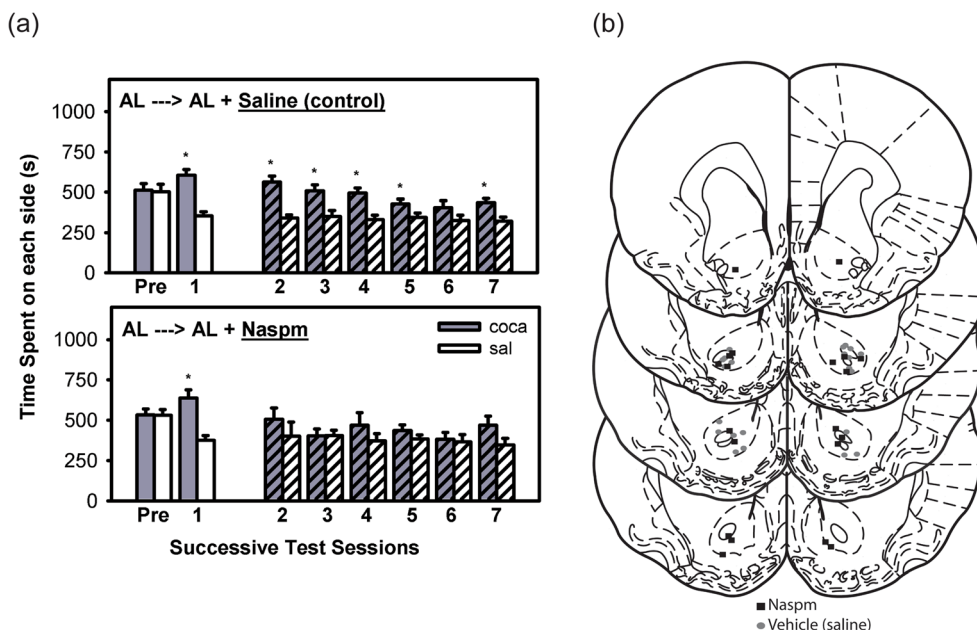 (a)
(b)
Time Spent on each side (s)
AL ---> AL + Saline (control)
1000
750
500
250
0
* * * * * *
Pre 1 2 3 4 5 6 7
AL ---> AL + Naspm
coca
sal
1000
750
500
250
0
*
Pre 1 2 3 4 5 6 7
Successive Test Sessions
Naspm
Vehicle (saline)